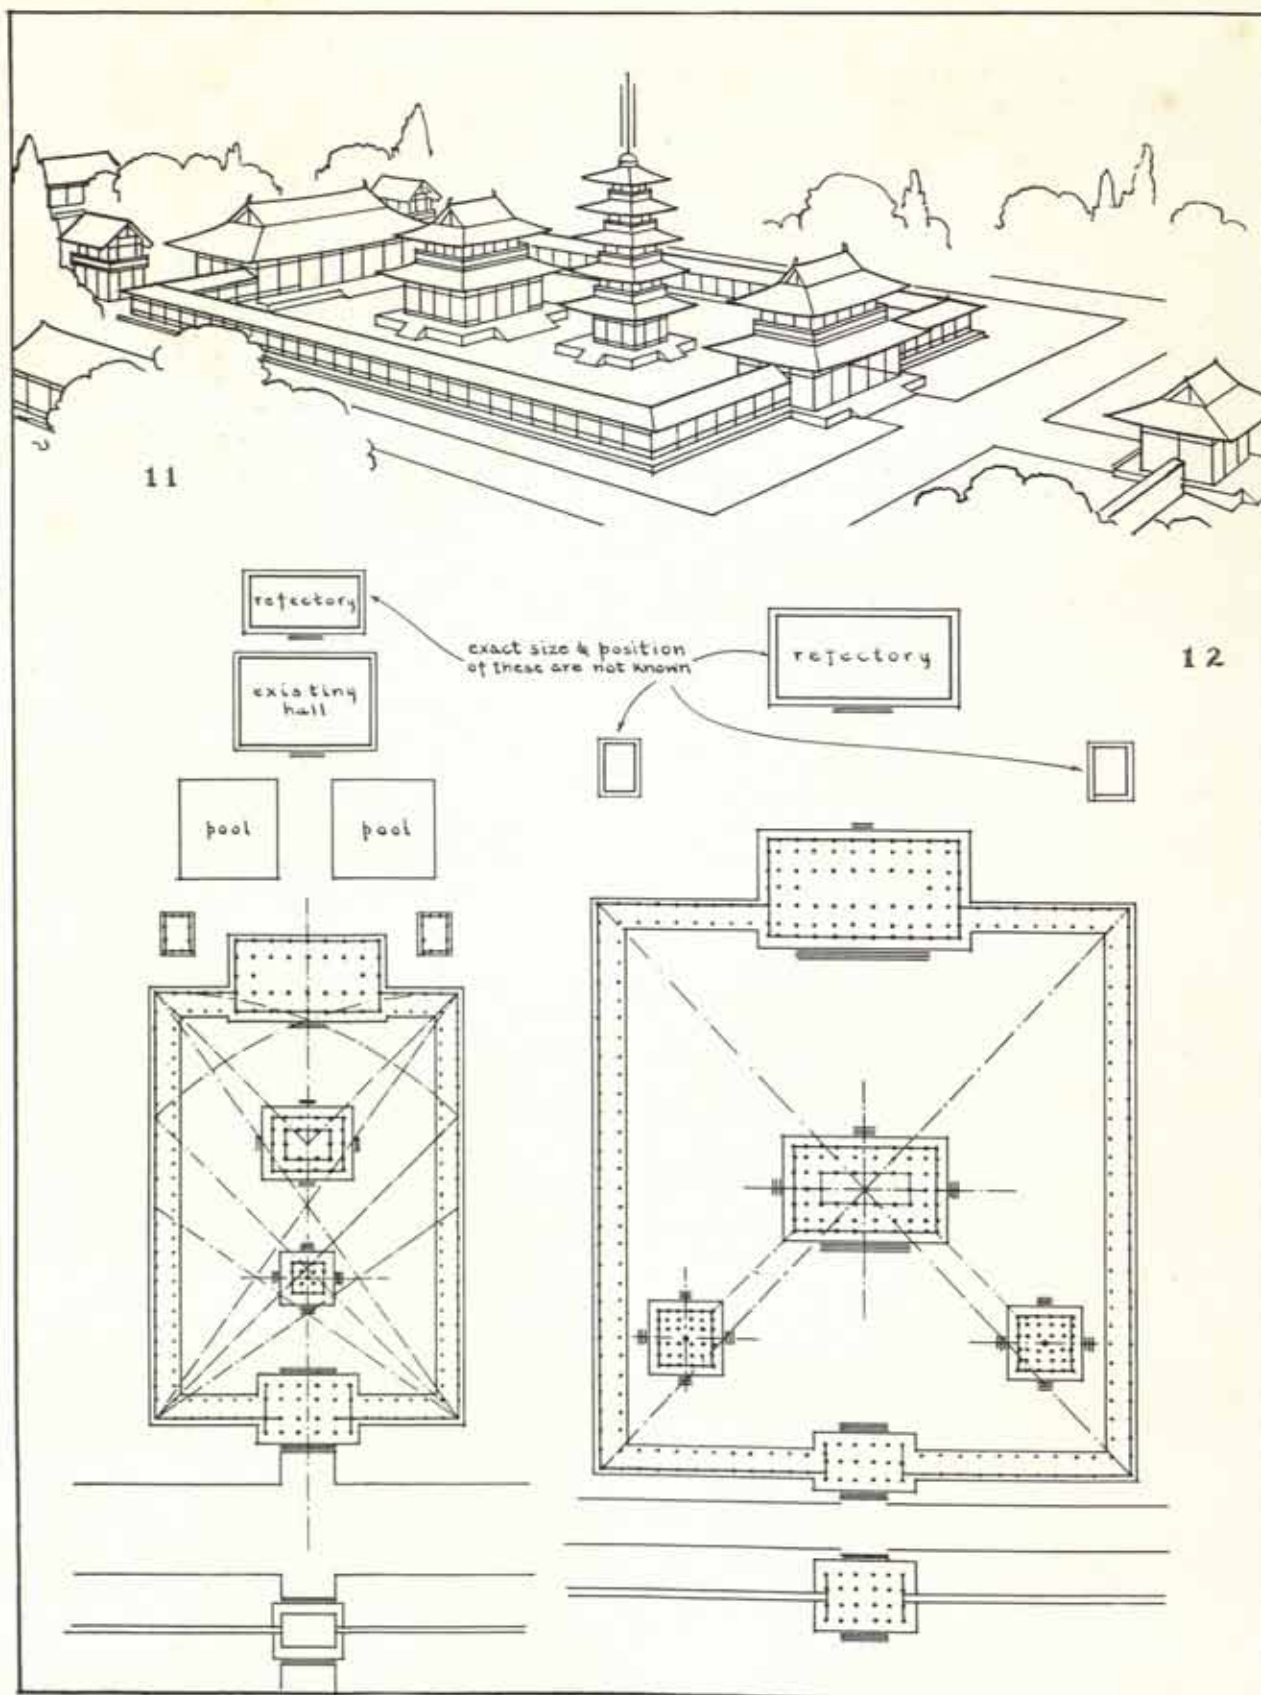 11
refectory
exact size & position
of these are not known
refectory
12
existing
hall
pool
pool